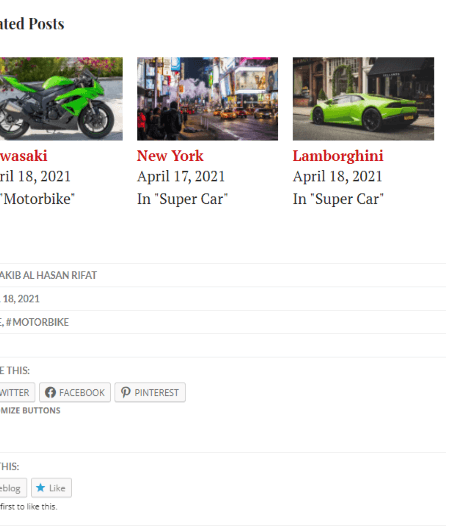 ated Posts
wasaki
New York
Lamborghini
ril 18, 2021
April 17, 2021
April 18, 2021
"Motorbike"
In "Super Car"
In "Super Car"
AKIB AL HASAN RIFAT
18, 2021
E, #MOTORBIKE
E THIS:
WITTER
FACEBOOK
PINTEREST
MIZE BUTTONS
THIS:
eblog
Like
first to like this.